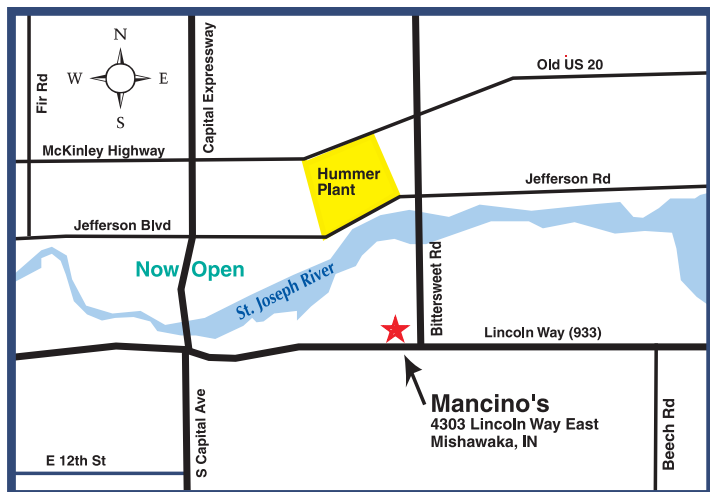 N
W
E
S
Fir Rd
Capital Expressway
Old US 20
McKinley Highway
Hummer
Plant
Jefferson Rd
Jefferson Blvd
Now Open
St. Joseph River
Bittersweet Rd
Lincoln Way (933)
Mancino's
4303 Lincoln Way East
Mishawaka, IN
S Capital Ave
Beech Rd
E 12th St